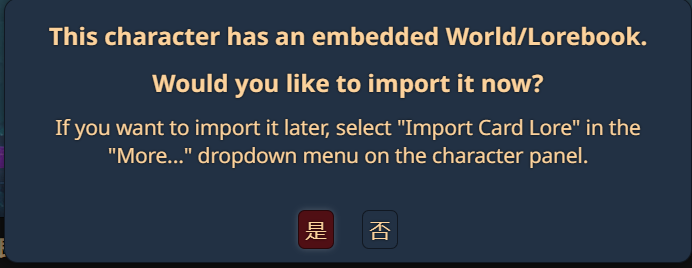 This character has an embedded World/Lorebook.
Would you like to import it now?
If you want to import it later, select "Import Card Lore" in the
"More..." dropdown menu on the character panel.
是
否